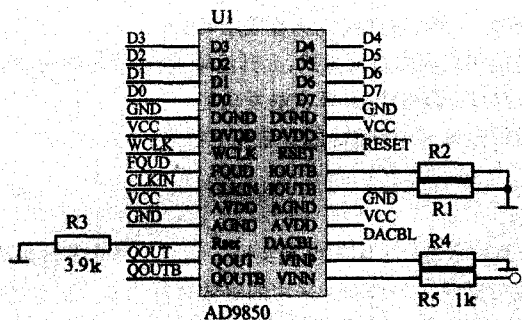 U1
D3 D3 D4 D4
D2 D2 D5 D5
D1 D1 D6 D6
D0 D0 D7 D7
GND DGND DGND GND
VCC DVDD DVDD VCC
WCLK WCLK RSET RESET
FQUD FQUD IOUTB R2
CLKIN CLKIN IOUTB R1
VCC AVDD AGND GND
GND AGND AVDD VCC
R3 Rset DACBL DACBL
3.9k
QOUT QOUT VINP R4
QOUTB QOUTB VINN
R5 1k
AD9850